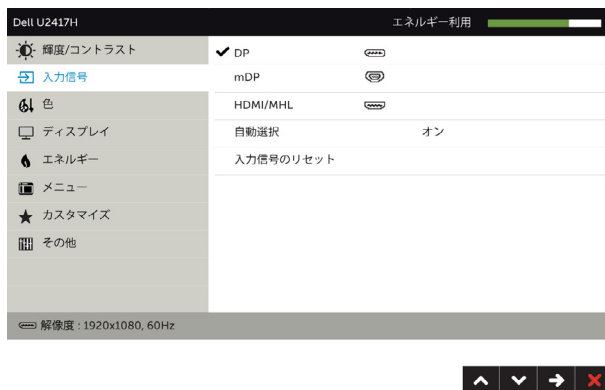 Dell U2417H
エネルギー利用
輝度/コントラスト
入力信号
色
ディスプレイ
エネルギー
メニュー
カスタマイズ
その他
DP
mDP
HDMI/MHL
自動選択 オン
入力信号のリセット
解像度 : 1920x1080, 60Hz